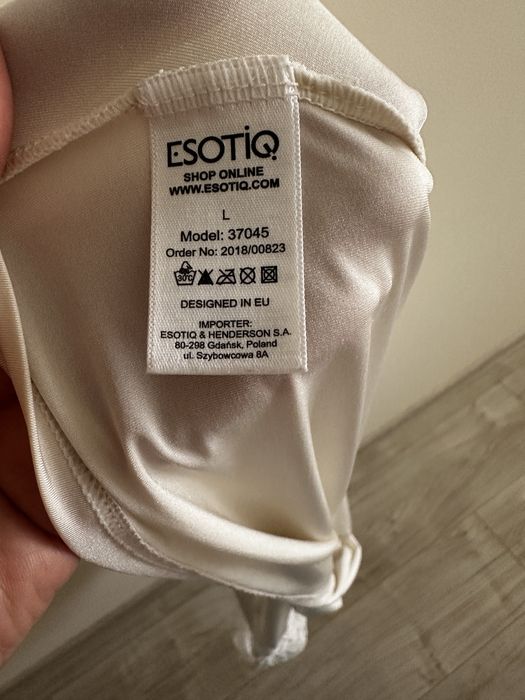 ESOTIQ
SHOP ONLINE
WWW.ESOTIQ.COM
L
Model: 37045
Order No: 2018/00823
30°C
DESIGNED IN EU
IMPORTER:
ESOTIQ & HENDERSON S.A.
80-298 Gdańsk, Poland
ul. Szybowcowa 8A